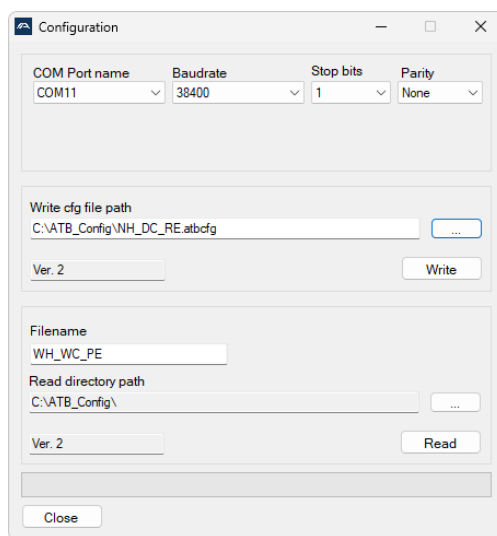 Configuration
COM Port name Baudrate Stop bits Parity
COM11 38400 1 None
Write cfg file path
C:\ATB_Config\NH_DC_RE.atbcfg ...
Ver. 2 Write
Filename
WH_WC_PE
Read directory path
C:\ATB_Config\ ...
Ver. 2 Read
Close